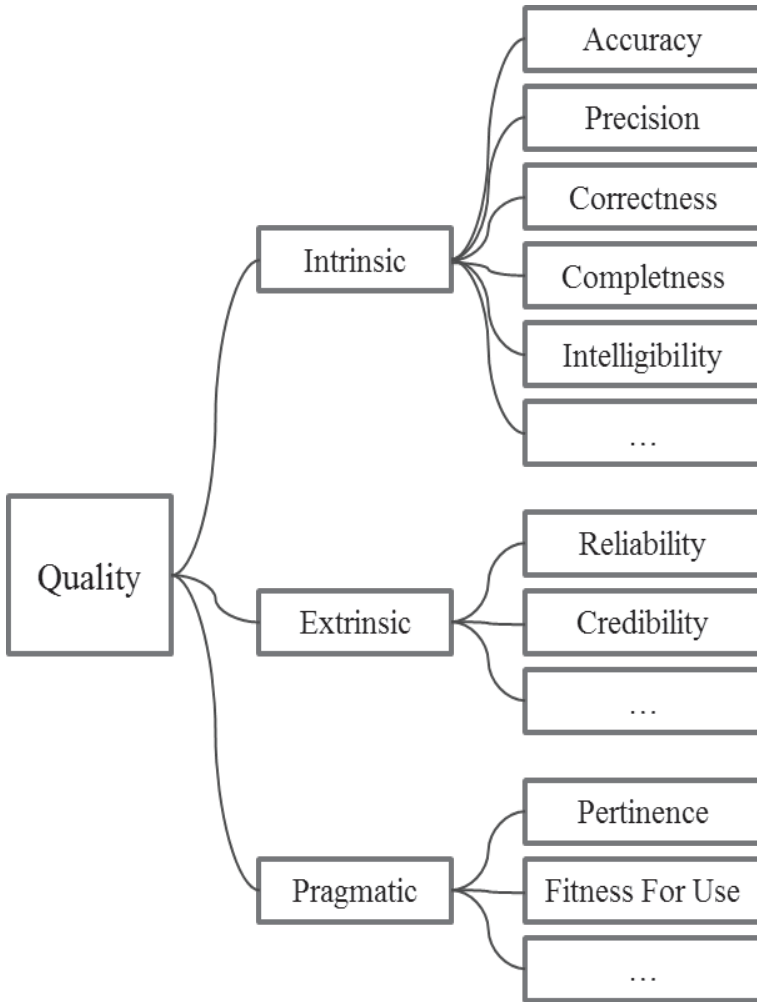 Quality
Intrinsic
Accuracy
Precision
Correctness
Completness
Intelligibility
…
Extrinsic
Reliability
Credibility
…
Pragmatic
Pertinence
Fitness For Use
…